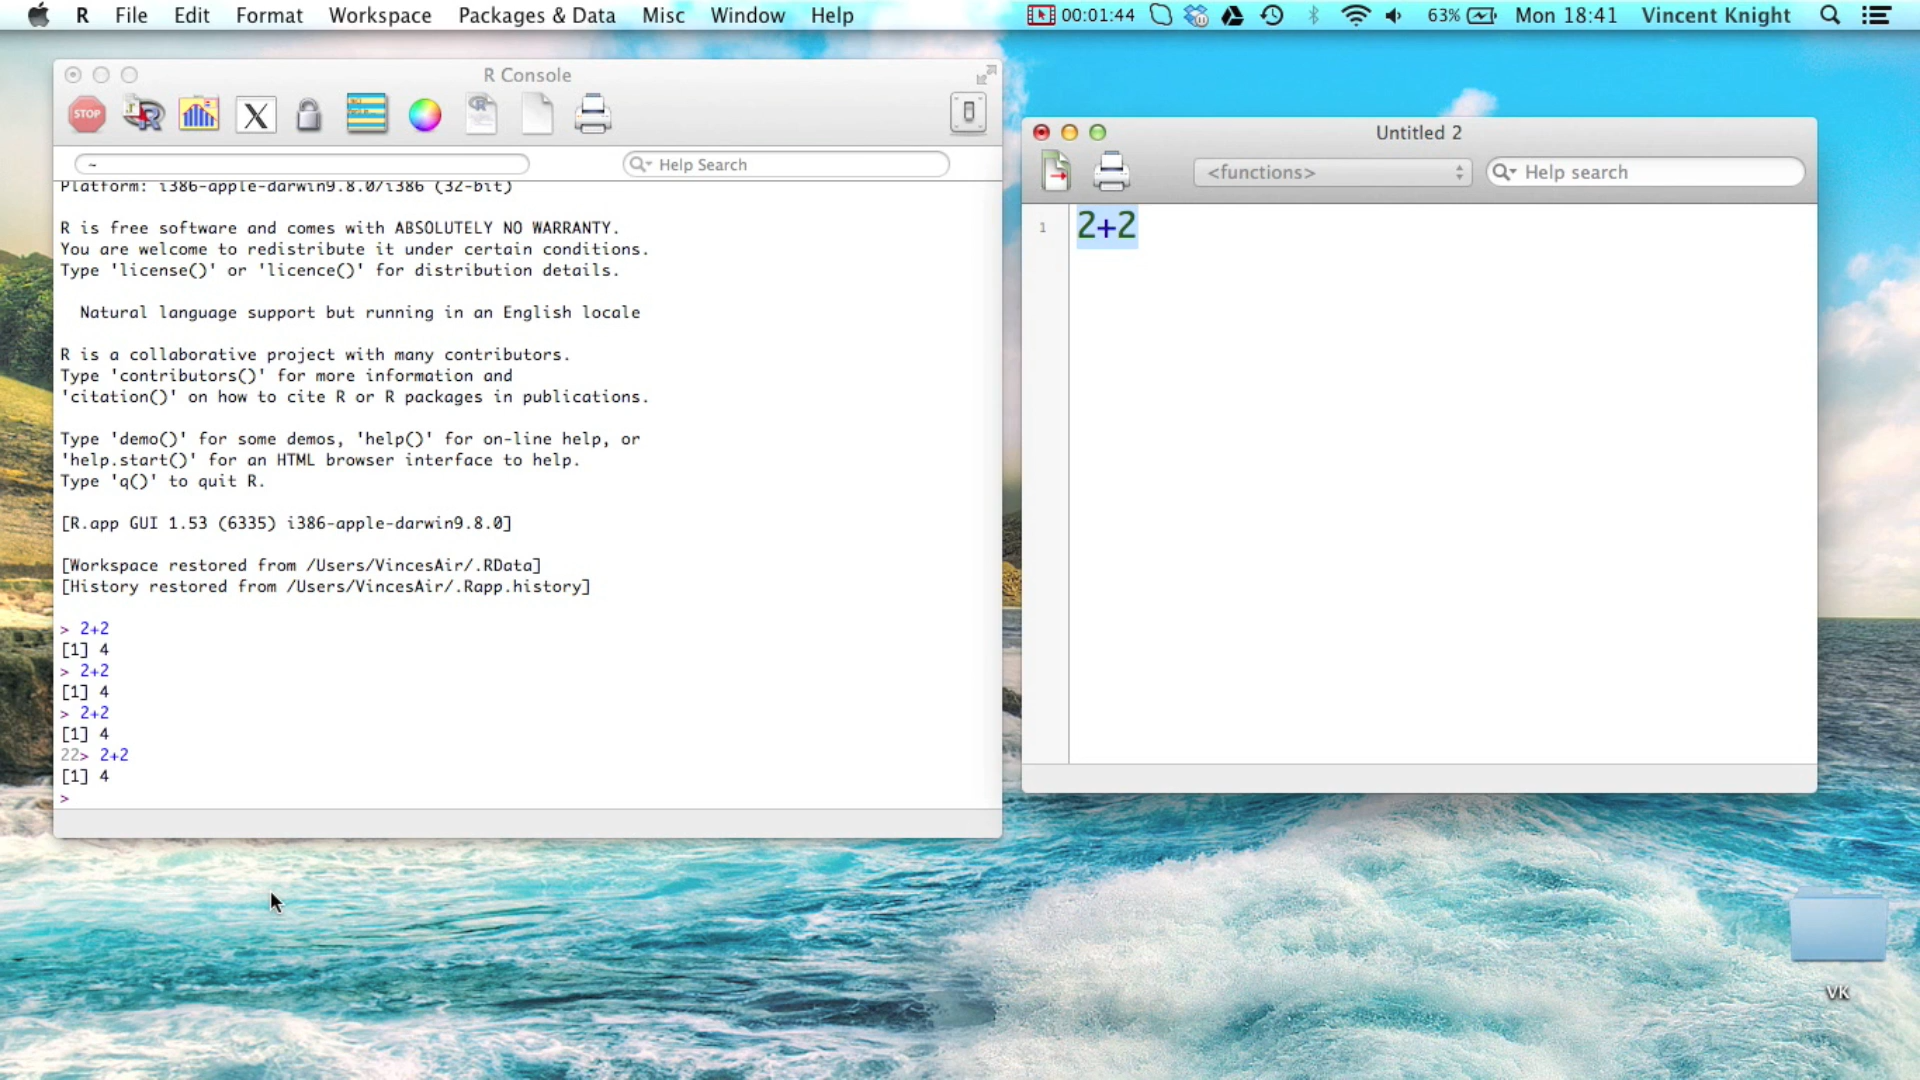 R File Edit Format Workspace Packages & Data Misc Window Help 00:01:44 63% Mon 18:41 Vincent Knight
R Console
STOP
X
~
Help Search
Platform: i386-apple-darwin9.8.0/i386 (32-bit)
R is free software and comes with ABSOLUTELY NO WARRANTY.
You are welcome to redistribute it under certain conditions.
Type 'license()' or 'licence()' for distribution details.
Natural language support but running in an English locale
R is a collaborative project with many contributors.
Type 'contributors()' for more information and
'citation()' on how to cite R or R packages in publications.
Type 'demo()' for some demos, 'help()' for on-line help, or
'help.start()' for an HTML browser interface to help.
Type 'q()' to quit R.
[R.app GUI 1.53 (6335) i386-apple-darwin9.8.0]
[Workspace restored from /Users/VincesAir/.RData]
[History restored from /Users/VincesAir/.Rapp.history]
> 2+2
[1] 4
> 2+2
[1] 4
> 2+2
[1] 4
22> 2+2
[1] 4
>
Untitled 2
<functions>
Help search
1 2+2
VK